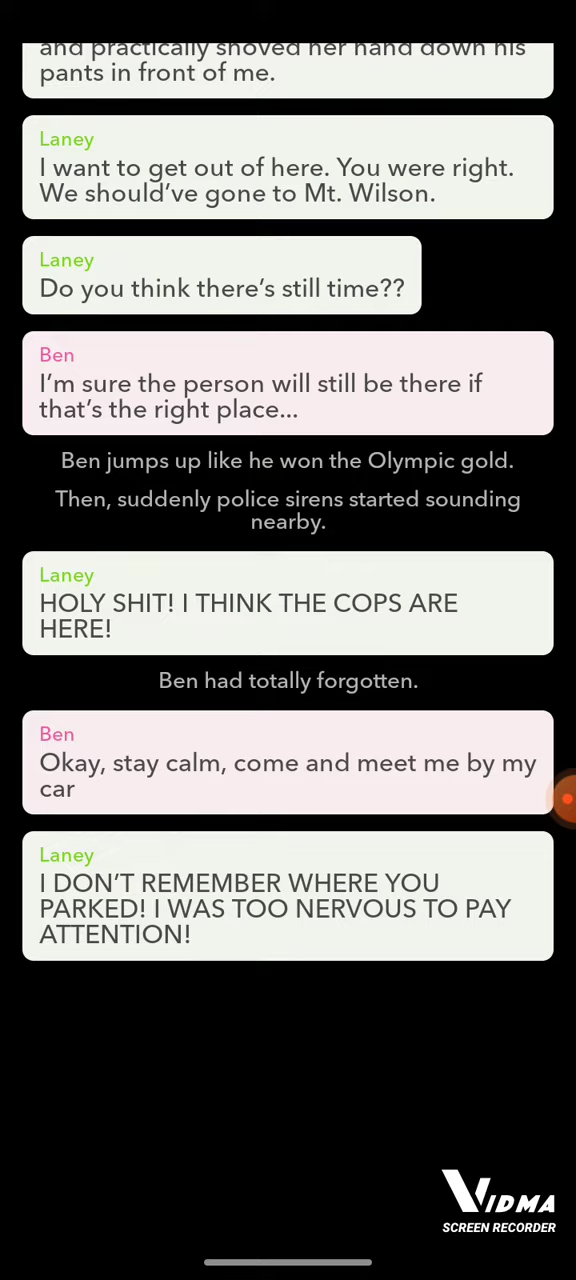 and practically shoved her hand down his
pants in front of me.
Laney
I want to get out of here. You were right.
We should’ve gone to Mt. Wilson.
Laney
Do you think there’s still time??
Ben
I’m sure the person will still be there if
that’s the right place...
Ben jumps up like he won the Olympic gold.
Then, suddenly police sirens started sounding
nearby.
Laney
HOLY SHIT! I THINK THE COPS ARE
HERE!
Ben had totally forgotten.
Ben
Okay, stay calm, come and meet me by my
car
Laney
I DON’T REMEMBER WHERE YOU
PARKED! I WAS TOO NERVOUS TO PAY
ATTENTION!
VIDMA
SCREEN RECORDER